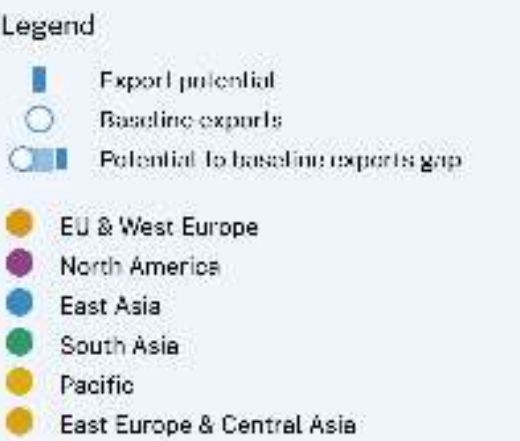 Legend
Export potential
Baseline exports
Potential to baseline exports gap
EU & West Europe
North America
East Asia
South Asia
Pacific
East Europe & Central Asia